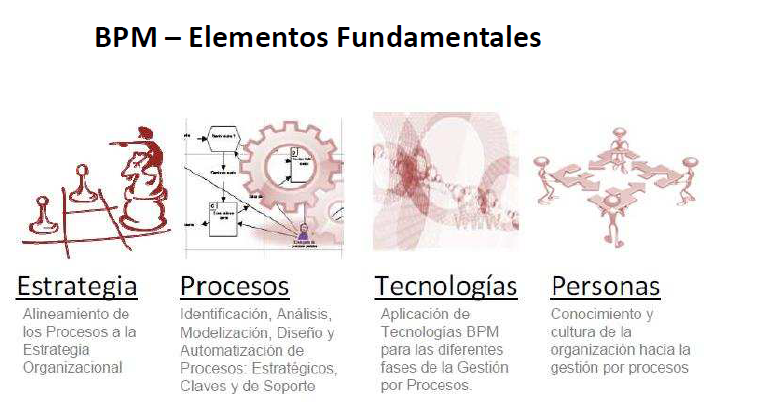 BPM – Elementos Fundamentales
WWW.
Estrategia
Alineamiento de
los Procesos a la
Estrategia
Organizacional
Procesos
Identificación, Análisis,
Modelización, Diseño y
Automatización de
Procesos: Estratégicos,
Claves y de Soporte
Tecnologías
Aplicación de
Tecnologías BPM
para las diferentes
fases de la Gestión
por Procesos.
Personas
Conocimiento y
cultura de la
organización hacia la
gestión por procesos